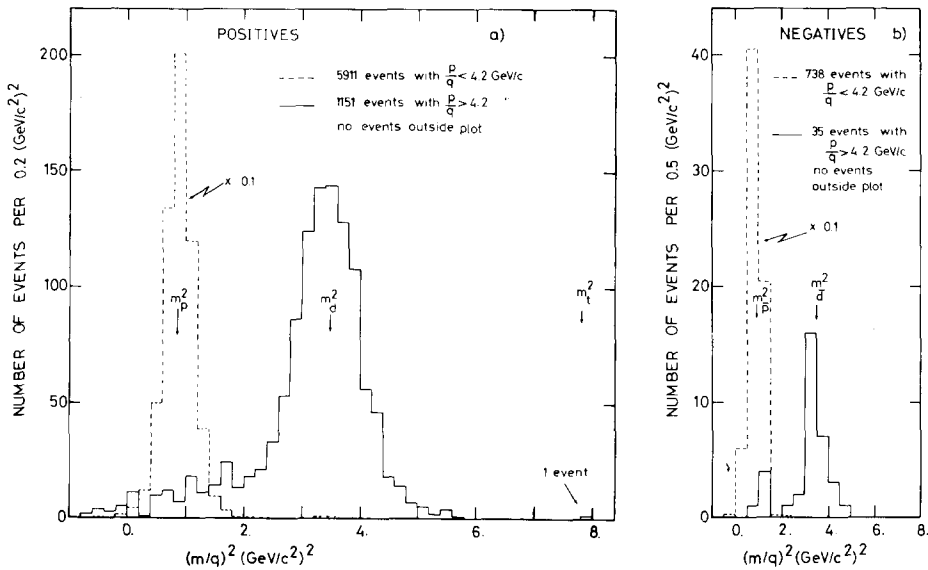 POSITIVES
a)
5911 events with p/q < 4.2 GeV/c
1151 events with p/q > 4.2 "
no events outside plot
x 0.1
m²p
m²d
m²t
1 event
NUMBER OF EVENTS PER 0.2 (GeV/c²)²
200
150
100
50
0
0. 2. 4. 6. 8.
(m/q)² (GeV/c²)²
NEGATIVES
b)
738 events with
p/q < 4.2 GeV/c
35 events with
p/q > 4.2 GeV/c
no events
outside plot
x 0.1
m²p̅
m²d̅
NUMBER OF EVENTS PER 0.5 (GeV/c²)²
40
30
20
10
0
0. 2. 4. 6. 8.
(m/q)² (GeV/c²)²